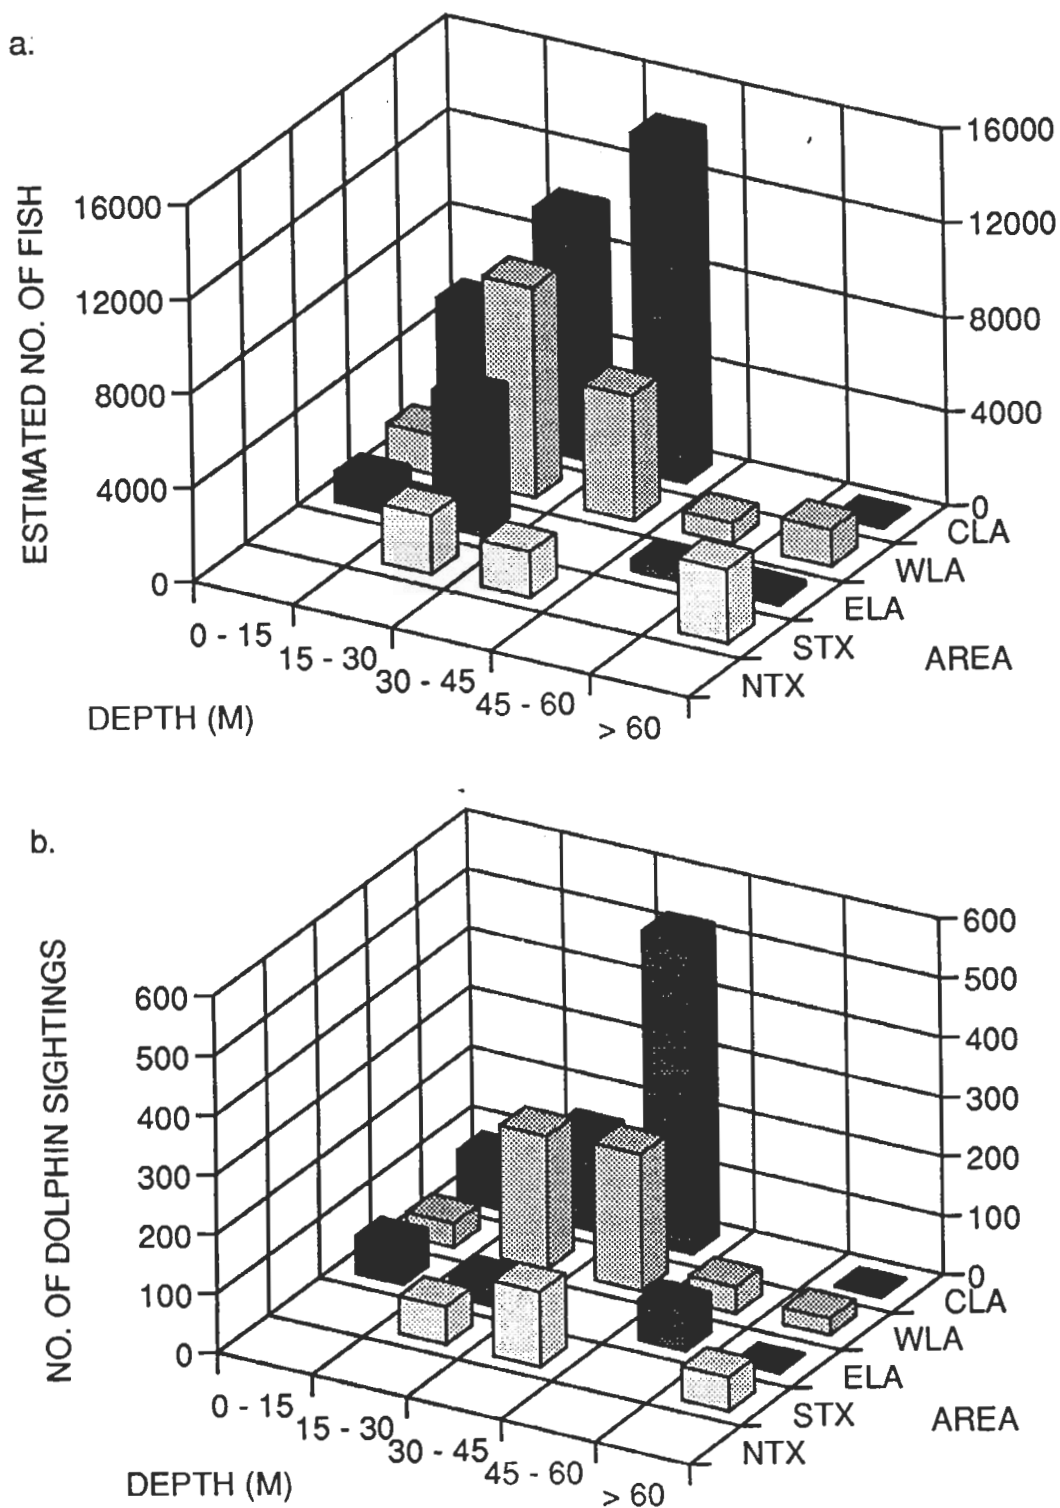 a:
ESTIMATED NO. OF FISH
16000
12000
8000
4000
0
16000
12000
8000
4000
0
CLA
WLA
ELA
STX
NTX
AREA
0 - 15
15 - 30
30 - 45
45 - 60
> 60
DEPTH (M)
b.
NO. OF DOLPHIN SIGHTINGS
600
500
400
300
200
100
0
600
500
400
300
200
100
0
CLA
WLA
ELA
STX
NTX
AREA
0 - 15
15 - 30
30 - 45
45 - 60
> 60
DEPTH (M)